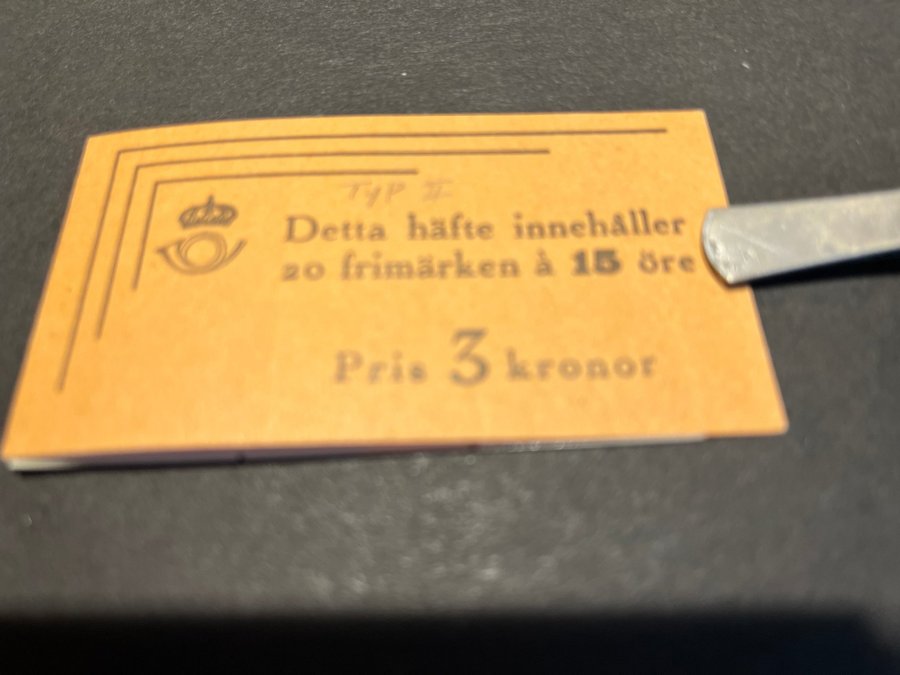 Typ II
Detta häfte innehåller
20 frimärken à 15 öre
Pris 3 kronor